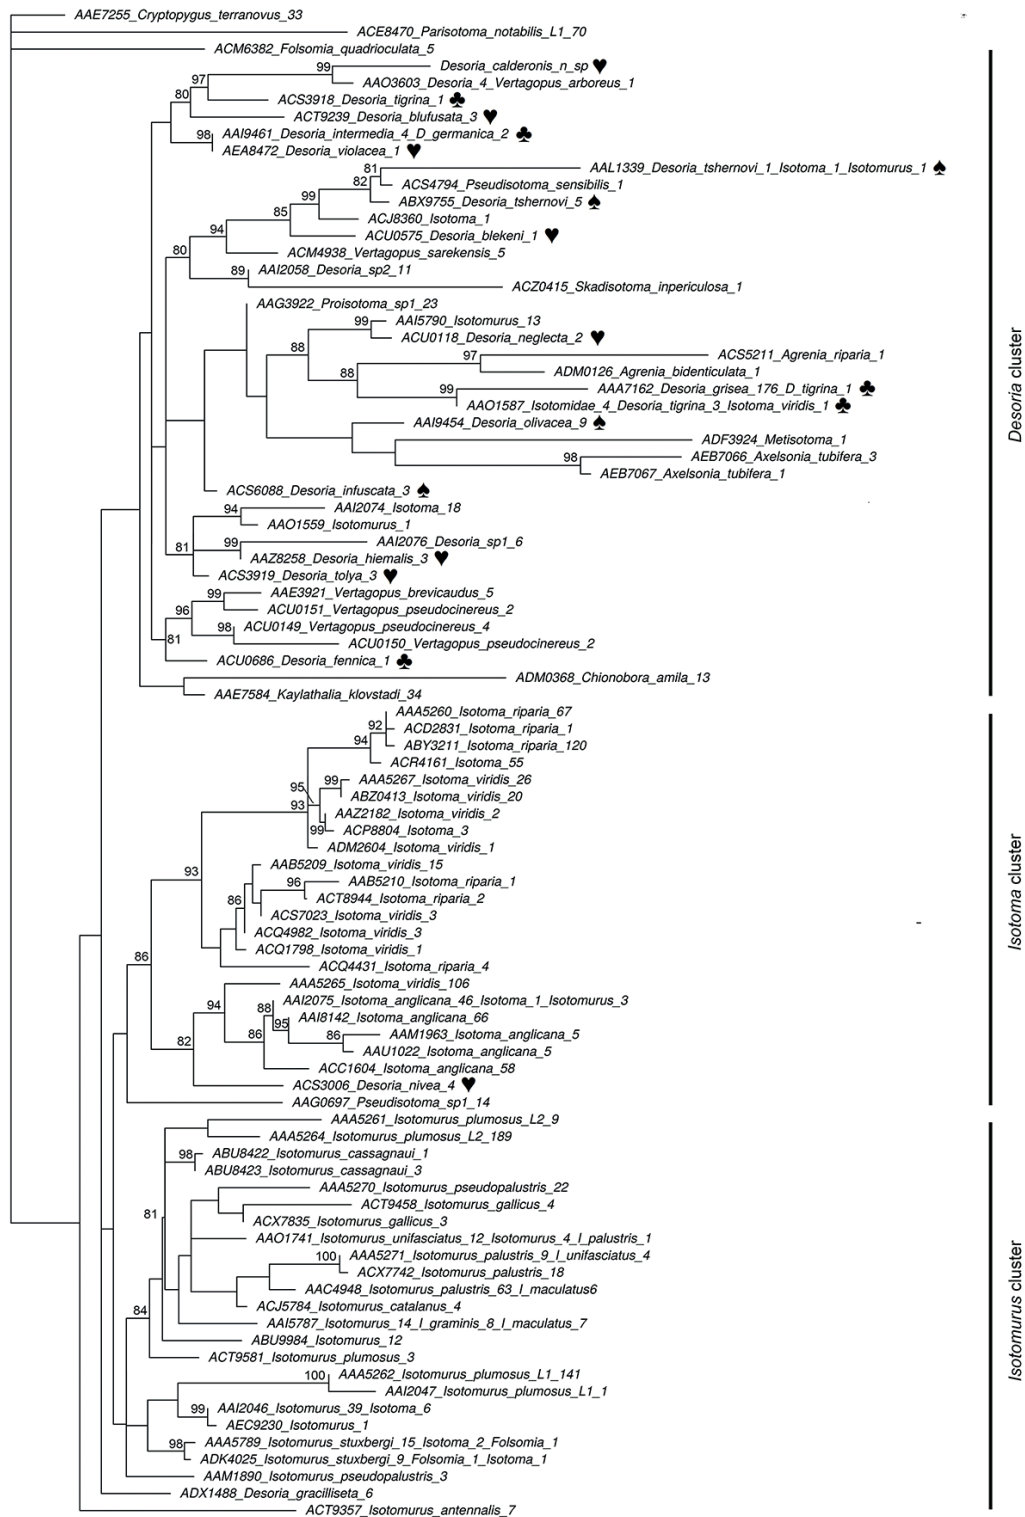 AAE7255_Cryptopygus_terranovus_33
ACE8470_Parisotoma_notabilis_L1_70
ACM6382_Folsomia_quadrioculata_5
99 Desoria_calderonis_n_sp ♥
97 AAO3603_Desoria_4_Vertagopus_arboreus_1
80 ACS3918_Desoria_tigrina_1 ♣
ACT9239_Desoria_blufusata_3 ♥
98 AAI9461_Desoria_intermedia_4_D_germanica_2 ♣
AEA8472_Desoria_violacea_1 ♥
81 AAL1339_Desoria_tshernovi_1_Isotoma_1_Isotomurus_1 ♠
82 ACS4794_Pseudisotoma_sensibilis_1
99 ABX9755_Desoria_tshernovi_5 ♠
85 ACJ8360_Isotoma_1
94 ACU0575_Desoria_blekeni_1 ♥
80 ACM4938_Vertagopus_sarekensis_5
89 AAI2058_Desoria_sp2_11
ACZ0415_Skadisotoma_inpericulosa_1
AAG3922_Proisotoma_sp1_23
99 AAI5790_Isotomurus_13
88 ACU0118_Desoria_neglecta_2 ♥
97 ACS5211_Agrenia_riparia_1
88 ADM0126_Agrenia_bidenticulata_1
99 AAA7162_Desoria_grisea_176_D_tigrina_1 ♣
AAO1587_Isotomidae_4_Desoria_tigrina_3_Isotoma_viridis_1 ♣
AAI9454_Desoria_olivacea_9 ♠
ADF3924_Metisotoma_1
98 AEB7066_Axelsonia_tubifera_3
AEB7067_Axelsonia_tubifera_1
ACS6088_Desoria_infuscata_3 ♠
94 AAI2074_Isotoma_18
AAO1559_Isotomurus_1
81 99 AAI2076_Desoria_sp1_6
AAZ8258_Desoria_hiemalis_3 ♥
ACS3919_Desoria_tolya_3 ♥
99 AAE3921_Vertagopus_brevicaudus_5
96 ACU0151_Vertagopus_pseudocinereus_2
98 ACU0149_Vertagopus_pseudocinereus_4
81 ACU0150_Vertagopus_pseudocinereus_2
ACU0686_Desoria_fennica_1 ♣
ADM0368_Chionobora_amila_13
AAE7584_Kaylathalia_klovstadi_34
Desoria cluster
AAA5260_Isotoma_riparia_67
92 ACD2831_Isotoma_riparia_1
94 ABY3211_Isotoma_riparia_120
ACR4161_Isotoma_55
95 99 AAA5267_Isotoma_viridis_26
ABZ0413_Isotoma_viridis_20
93 AAZ2182_Isotoma_viridis_2
99 ACP8804_Isotoma_3
ADM2604_Isotoma_viridis_1
93 AAB5209_Isotoma_viridis_15
96 AAB5210_Isotoma_riparia_1
86 ACT8944_Isotoma_riparia_2
ACS7023_Isotoma_viridis_3
ACQ4982_Isotoma_viridis_3
ACQ1798_Isotoma_viridis_1
86 ACQ4431_Isotoma_riparia_4
AAA5265_Isotoma_viridis_106
94 88 AAI2075_Isotoma_anglicana_46_Isotoma_1_Isotomurus_3
95 AAI8142_Isotoma_anglicana_66
86 86 AAM1963_Isotoma_anglicana_5
82 AAU1022_Isotoma_anglicana_5
ACC1604_Isotoma_anglicana_58
ACS3006_Desoria_nivea_4 ♥
AAG0697_Pseudisotoma_sp1_14
Isotoma cluster
AAA5261_Isotomurus_plumosus_L2_9
AAA5264_Isotomurus_plumosus_L2_189
98 ABU8422_Isotomurus_cassagnaui_1
ABU8423_Isotomurus_cassagnaui_3
AAA5270_Isotomurus_pseudopalustris_22
81 ACT9458_Isotomurus_gallicus_4
ACX7835_Isotomurus_gallicus_3
AAO1741_Isotomurus_unifasciatus_12_Isotomurus_4_I_palustris_1
100 AAA5271_Isotomurus_palustris_9_I_unifasciatus_4
ACX7742_Isotomurus_palustris_18
AAC4948_Isotomurus_palustris_63_I_maculatus6
84 ACJ5784_Isotomurus_catalanus_4
AAI5787_Isotomurus_14_I_graminis_8_I_maculatus_7
ABU9984_Isotomurus_12
ACT9581_Isotomurus_plumosus_3
100 AAA5262_Isotomurus_plumosus_L1_141
AAI2047_Isotomurus_plumosus_L1_1
99 AAI2046_Isotomurus_39_Isotoma_6
AEC9230_Isotomurus_1
98 AAA5789_Isotomurus_stuxbergi_15_Isotoma_2_Folsomia_1
ADK4025_Isotomurus_stuxbergi_9_Folsomia_1_Isotoma_1
AAM1890_Isotomurus_pseudopalustris_3
ADX1488_Desoria_gracilliseta_6
ACT9357_Isotomurus_antennalis_7
Isotomurus cluster